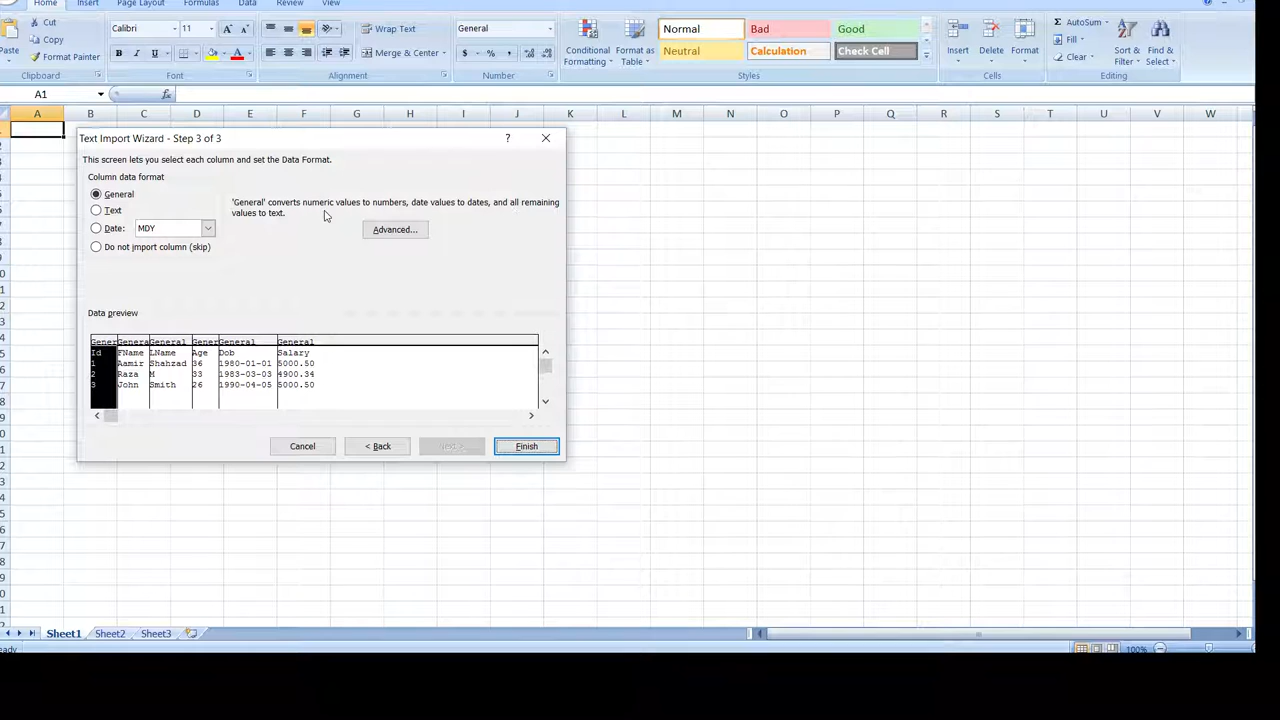 Home Insert Page Layout Formulas Data Review View
Cut
Calibri 11
Wrap Text
General
Normal Bad Good
AutoSum
Copy
Paste
Format Painter
Merge & Center
Conditional Formatting
Format as Table
Neutral Calculation Check Cell
Insert Delete Format
Fill
Clear
Sort & Filter
Find & Select
Clipboard Font Alignment Number Styles Cells Editing
A1
A B C D E F G H I J K L M N O P Q R S T U V W
Text Import Wizard - Step 3 of 3
This screen lets you select each column and set the Data Format.
Column data format
General
Text
Date: MDY
Do not import column (skip)
'General' converts numeric values to numbers, date values to dates, and all remaining
values to text.
Advanced...
Data preview
Gener General General Gener General General
Id FName LName Age Dob Salary
1 Aamir Shahzad 36 1980-01-01 5000.50
2 Raza M 33 1983-03-03 4900.34
3 John Smith 26 1990-04-05 5000.50
Cancel < Back Next > Finish
Sheet1 Sheet2 Sheet3
100%